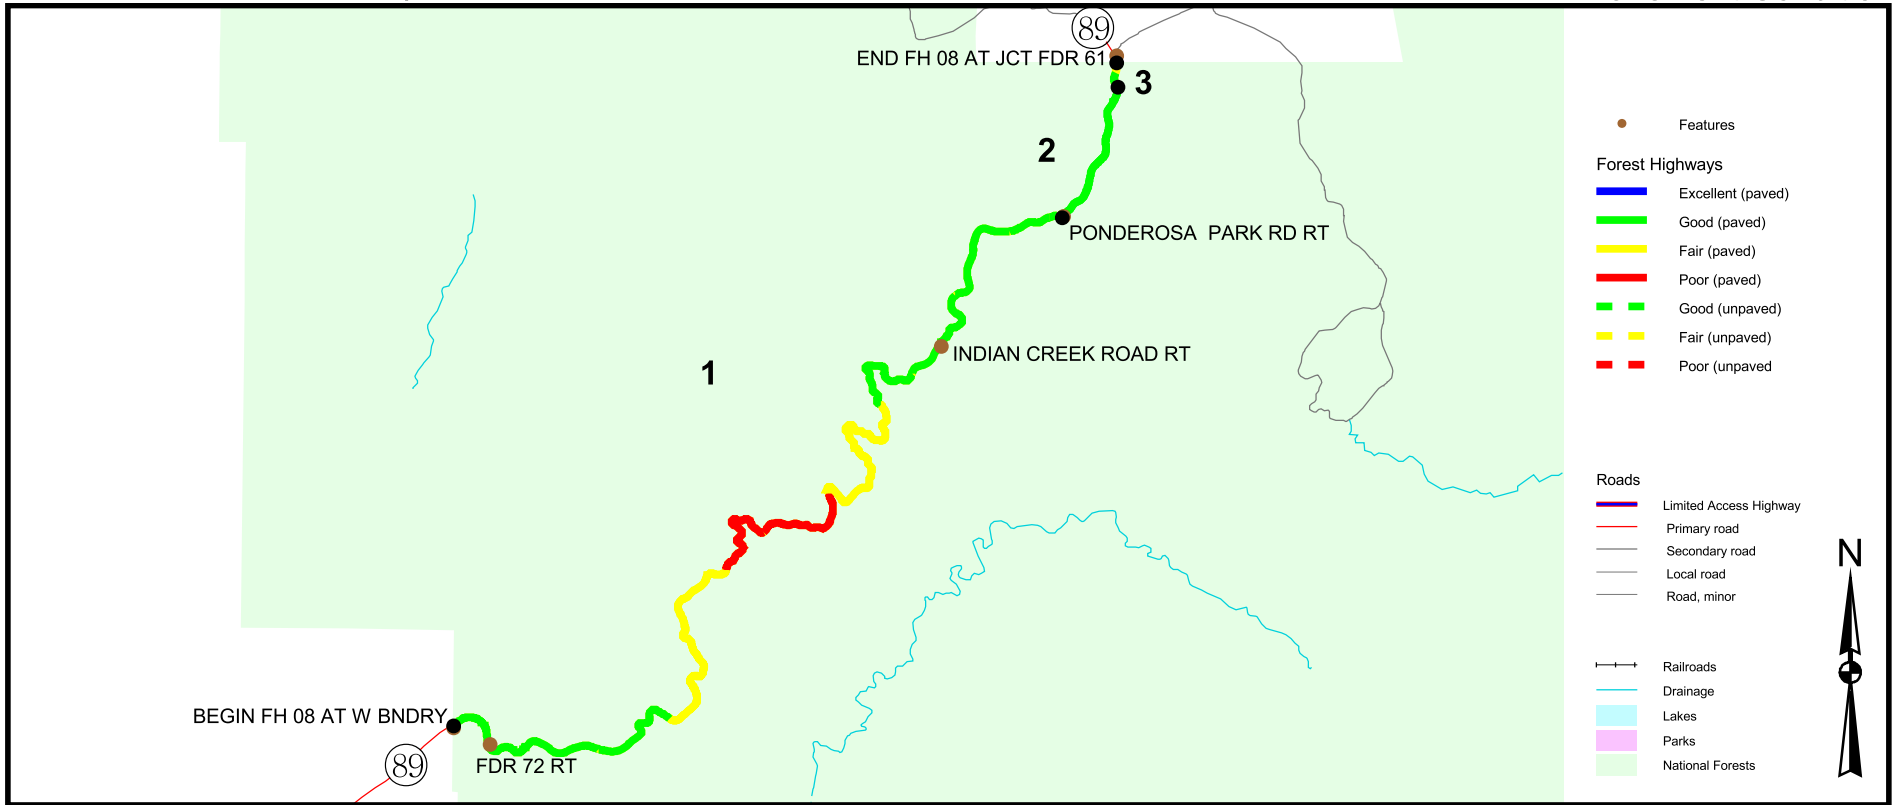 89
END FH 08 AT JCT FDR 61
3
2
PONDEROSA  PARK RD RT
INDIAN CREEK ROAD RT
1
BEGIN FH 08 AT W BNDRY
89
FDR 72 RT
Features
Forest Highways
Excellent (paved)
Good (paved)
Fair (paved)
Poor (paved)
Good (unpaved)
Fair (unpaved)
Poor (unpaved
Roads
Limited Access Highway
Primary road
Secondary road
Local road
Road, minor
N
Railroads
Drainage
Lakes
Parks
National Forests